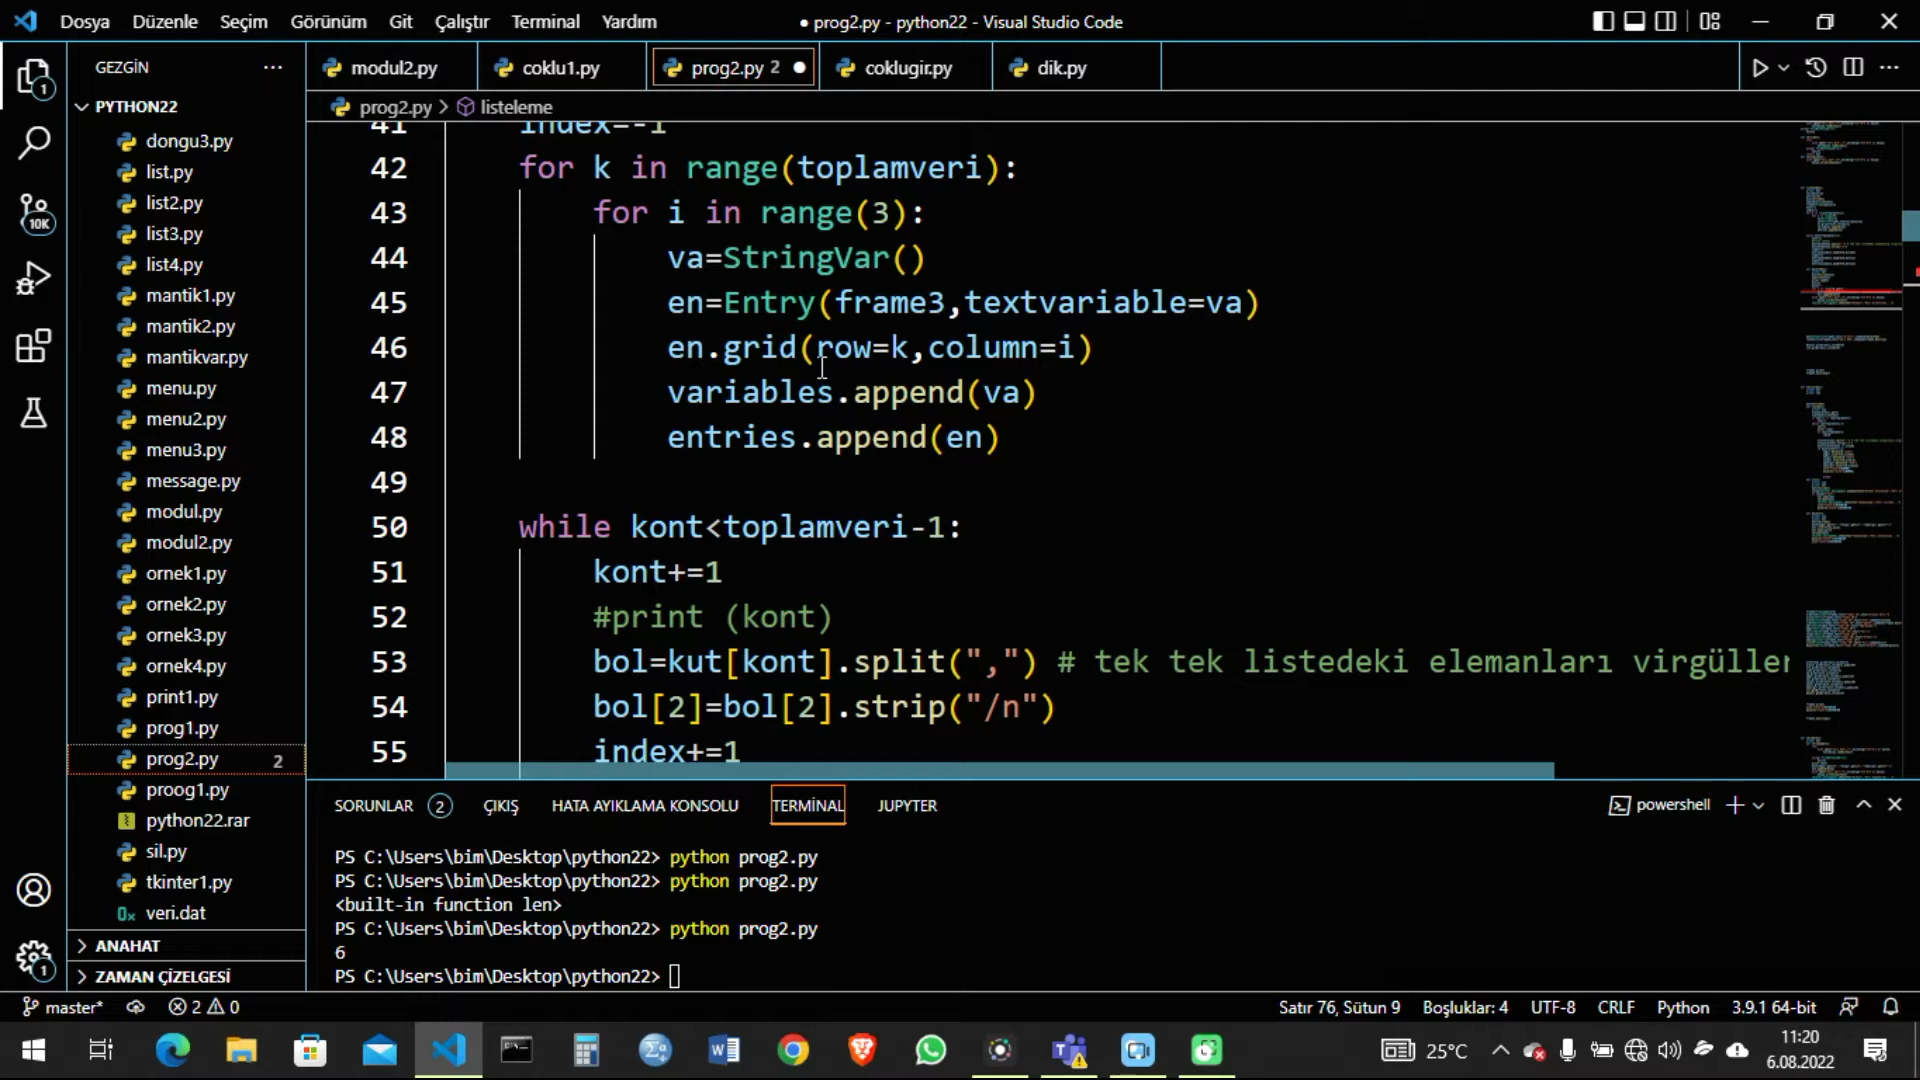 Dosya Düzenle Seçim Görünüm Git Çalıştır Terminal Yardım
● prog2.py - python22 - Visual Studio Code
GEZGİN ...
modul2.py coklu1.py prog2.py 2 ● coklugir.py dik.py
PYTHON22
prog2.py > listeleme
dongu3.py
list.py
list2.py
list3.py
list4.py
mantik1.py
mantik2.py
mantikvar.py
menu.py
menu2.py
menu3.py
message.py
modul.py
modul2.py
ornek1.py
ornek2.py
ornek3.py
ornek4.py
print1.py
prog1.py
prog2.py 2
proog1.py
python22.rar
sil.py
tkinter1.py
veri.dat
ANAHAT
ZAMAN ÇİZELGESİ
1
10K
1
41 index=-1
42 for k in range(toplamveri):
43 for i in range(3):
44 va=StringVar()
45 en=Entry(frame3,textvariable=va)
46 en.grid(row=k,column=i)
47 variables.append(va)
48 entries.append(en)
49
50 while kont<toplamveri-1:
51 kont+=1
52 #print (kont)
53 bol=kut[kont].split(",") # tek tek listedeki elemanları virgüller
54 bol[2]=bol[2].strip("/n")
55 index+=1
SORUNLAR 2 ÇIKIŞ HATA AYIKLAMA KONSOLU TERMİNAL JUPYTER
powershell
PS C:\Users\bim\Desktop\python22> python prog2.py
PS C:\Users\bim\Desktop\python22> python prog2.py
<built-in function len>
PS C:\Users\bim\Desktop\python22> python prog2.py
6
PS C:\Users\bim\Desktop\python22>
master* 2 0
Satır 76, Sütun 9 Boşluklar: 4 UTF-8 CRLF Python 3.9.1 64-bit
25°C
11:20
6.08.2022